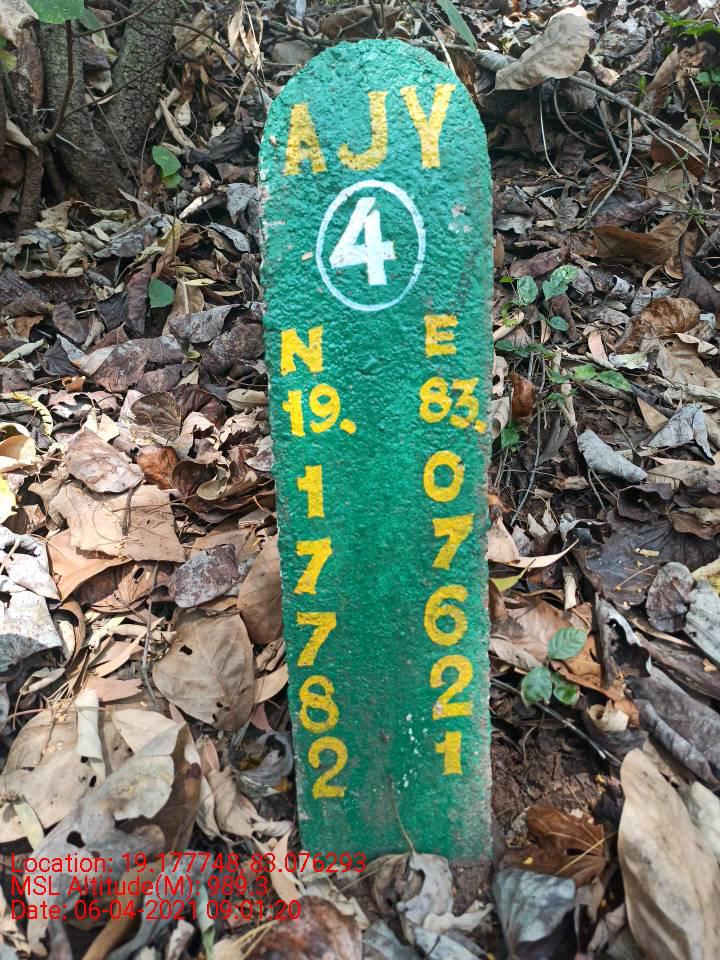 AJY
4
N E
19. 83.
1 0
7 7
7 6
8 2
2 1
Location: 19.177748,83.076293
MSL Altitude(M): 989.3
Date: 06-04-2021 09:01:20